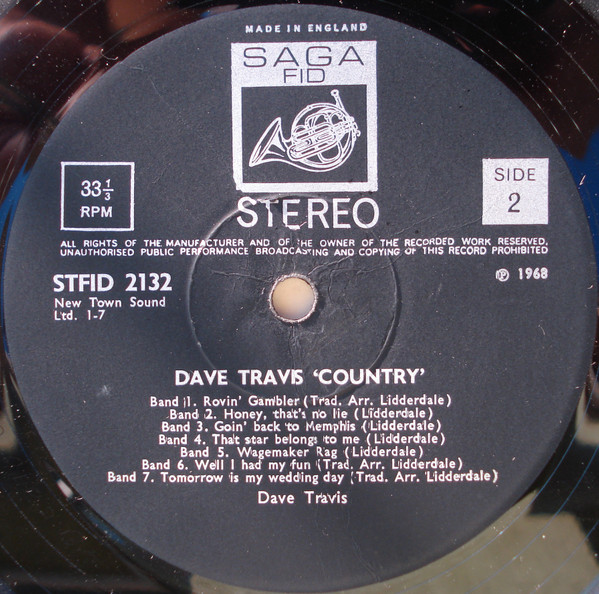 MADE IN ENGLAND
SAGA
FID
33⅓
RPM
SIDE
2
STEREO
ALL RIGHTS OF THE MANUFACTURER AND OF THE OWNER OF THE RECORDED WORK RESERVED,
UNAUTHORISED PUBLIC PERFORMANCE BROADCASTING AND COPYING OF THIS RECORD PROHIBITED
STFID 2132
New Town Sound
Ltd. 1-7
℗ 1968
DAVE TRAVIS 'COUNTRY'
Band 1. Rovin' Gambler (Trad. Arr. Lidderdale)
Band 2. Honey, that's no lie (Lidderdale)
Band 3. Goin' back to Memphis (Lidderdale)
Band 4. That star belongs to me (Lidderdale)
Band 5. Wagemaker Rag (Lidderdale)
Band 6. Well I had my fun (Trad. Arr. Lidderdale)
Band 7. Tomorrow is my wedding day (Trad. Arr. Lidderdale)
Dave Travis